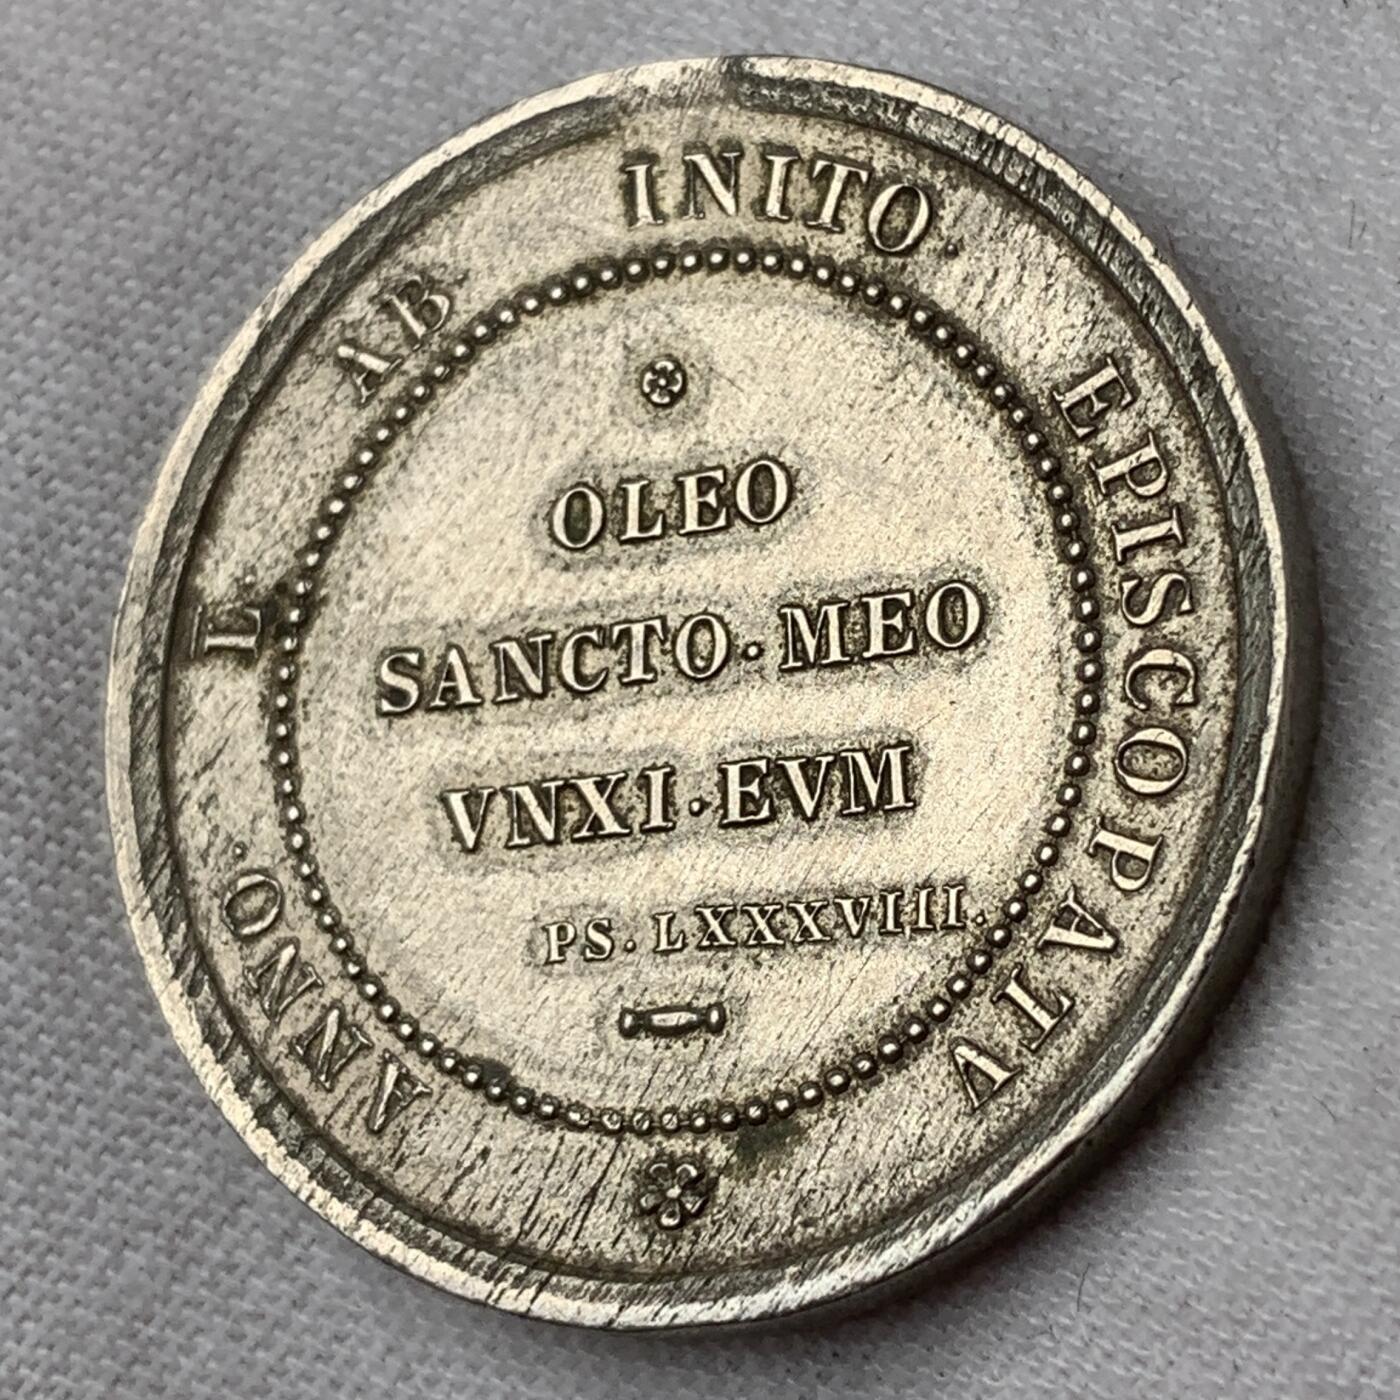 ANNO. L. AB INITO. EPISCOPATV
OLEO
SANCTO·MEO
VNXI·EVM
PS. LXXXVIII.